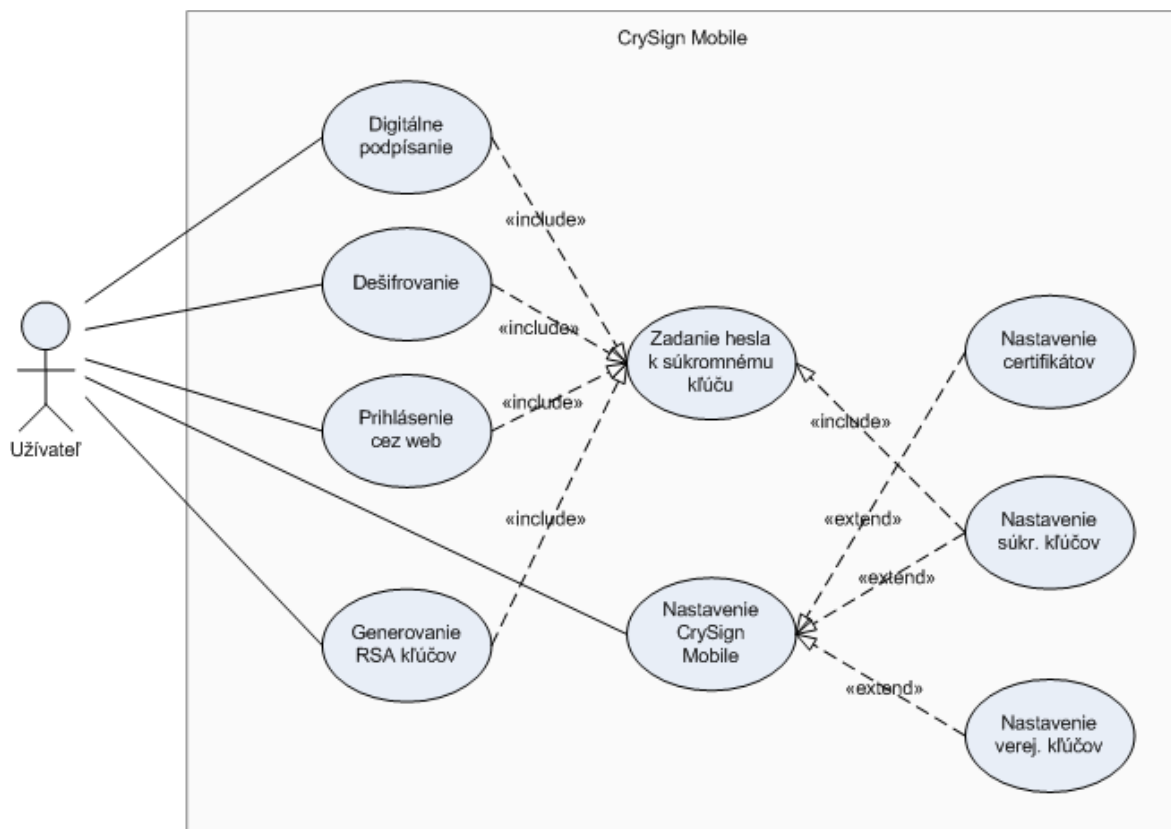 CrySign Mobile
Digitálne
podpísanie
«include»
Dešifrovanie
«include»
Zadanie hesla
k súkromnému
kľúču
Nastavenie
certifikátov
Prihlásenie
cez web
«include»
«include»
Užívateľ
«include»
«extend»
Nastavenie
súkr. kľúčov
«extend»
Generovanie
RSA kľúčov
Nastavenie
CrySign
Mobile
«extend»
Nastavenie
verej. kľúčov